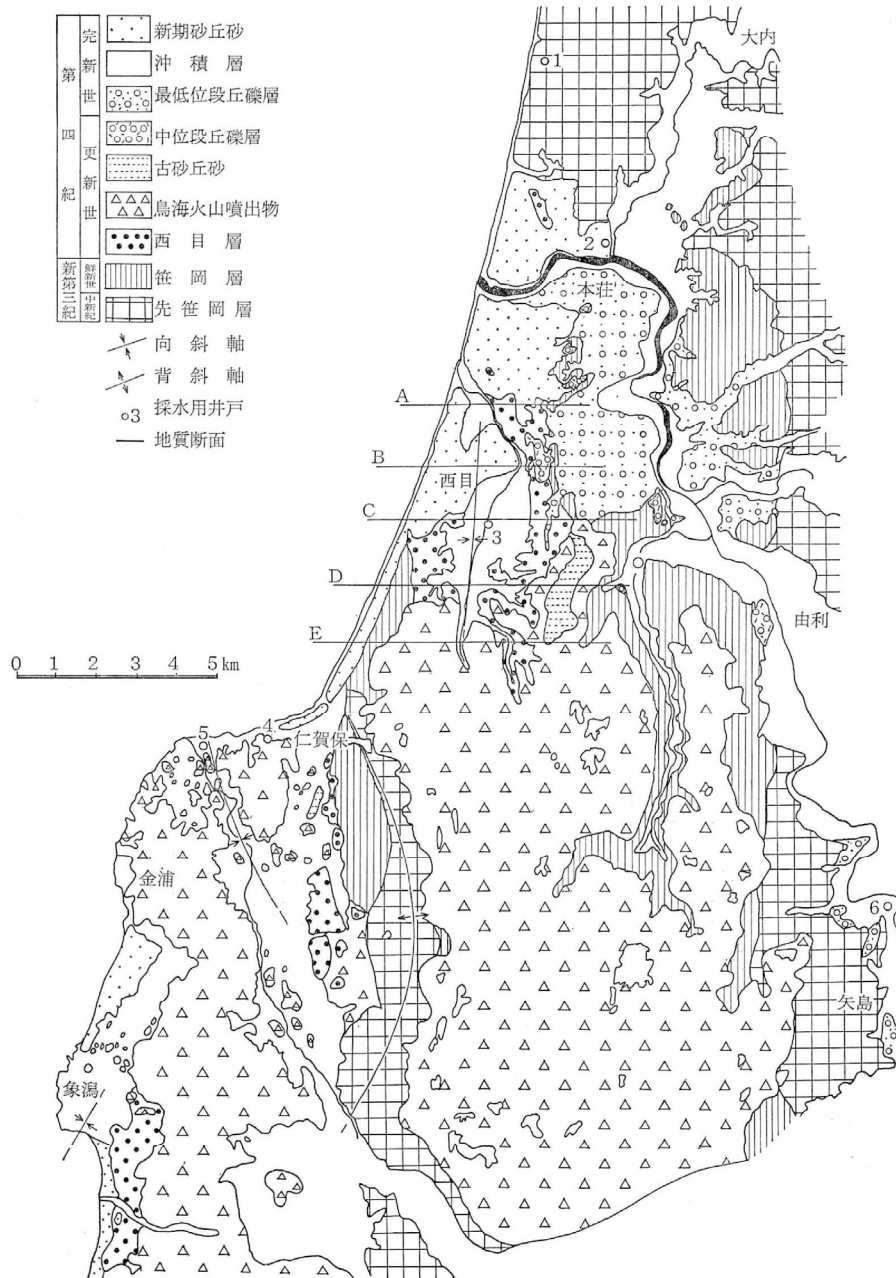 第四紀
完新世
更新世
新第三紀
鮮新世
中新紀
新期砂丘砂
沖積層
最低位段丘礫層
中位段丘礫層
古砂丘砂
鳥海火山噴出物
西目層
笹岡層
先笹岡層
向斜軸
背斜軸
3 採水用井戸
地質断面
大内
1
2
本荘
A
B
西目
C
3
D
由利
E
0 1 2 3 4 5 km
5
4
仁賀保
金浦
6
矢島
象潟